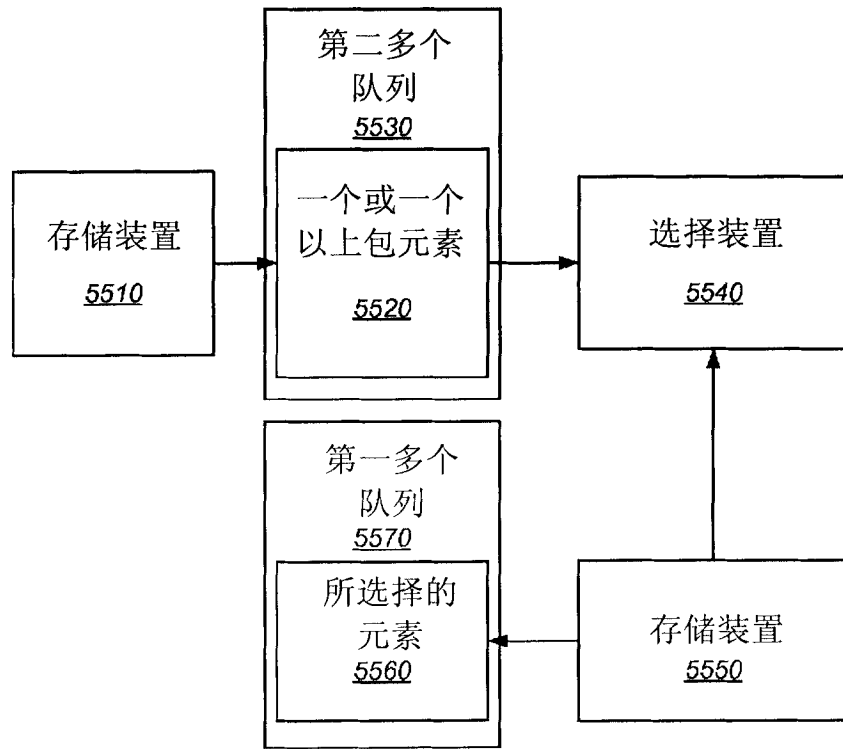 第二多个
队列
5530
一个或一个
以上包元素
5520
存储装置
5510
选择装置
5540
第一多个
队列
5570
所选择的
元素
5560
存储装置
5550